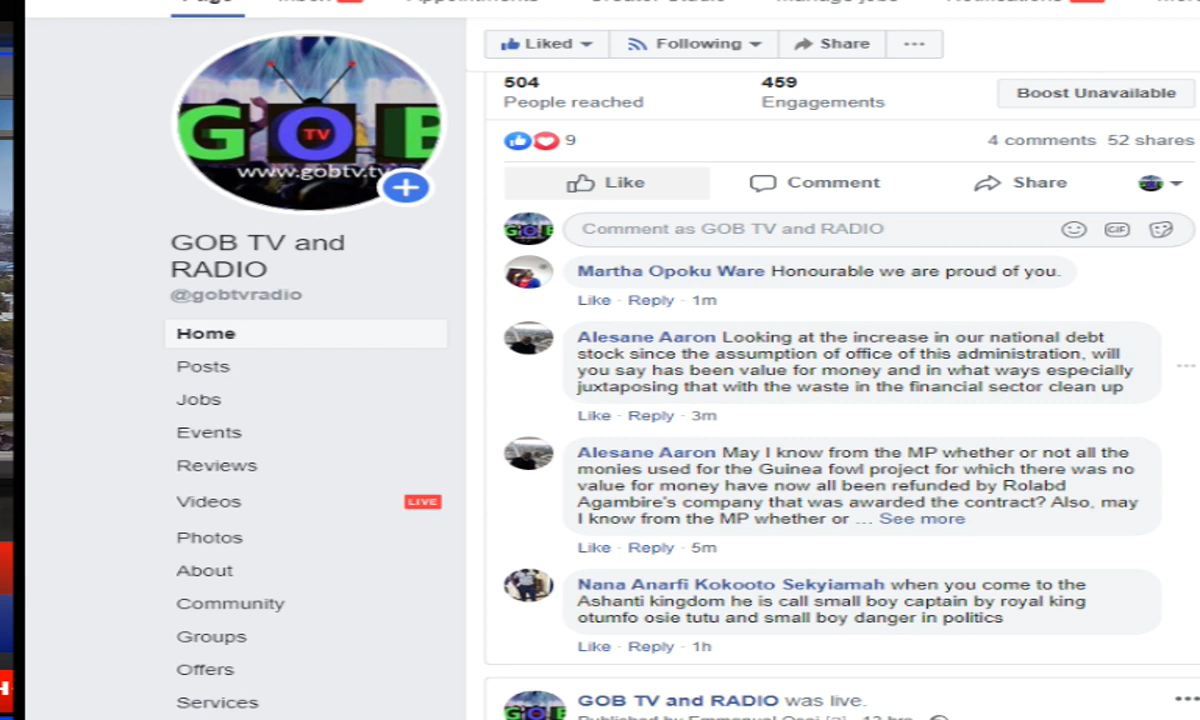 GOB
TV
www.gobtv.tv
GOB TV and
RADIO
@gobtvradio
Home
Posts
Jobs
Events
Reviews
Videos LIVE
Photos
About
Community
Groups
Offers
Services
Liked Following Share
504 459
People reached Engagements Boost Unavailable
9 4 comments 52 shares
Like Comment Share
Comment as GOB TV and RADIO GIF
Martha Opoku Ware Honourable we are proud of you.
Like · Reply · 1m
Alesane Aaron Looking at the increase in our national debt
stock since the assumption of office of this administration, will
you say has been value for money and in what ways especially
juxtaposing that with the waste in the financial sector clean up
Like · Reply · 3m
Alesane Aaron May I know from the MP whether or not all the
monies used for the Guinea fowl project for which there was no
value for money have now all been refunded by Rolabd
Agambire's company that was awarded the contract? Also, may
I know from the MP whether or ... See more
Like · Reply · 5m
Nana Anarfi Kokooto Sekyiamah when you come to the
Ashanti kingdom he is call small boy captain by royal king
otumfo osie tutu and small boy danger in politics
Like · Reply · 1h
GOB TV and RADIO was live.